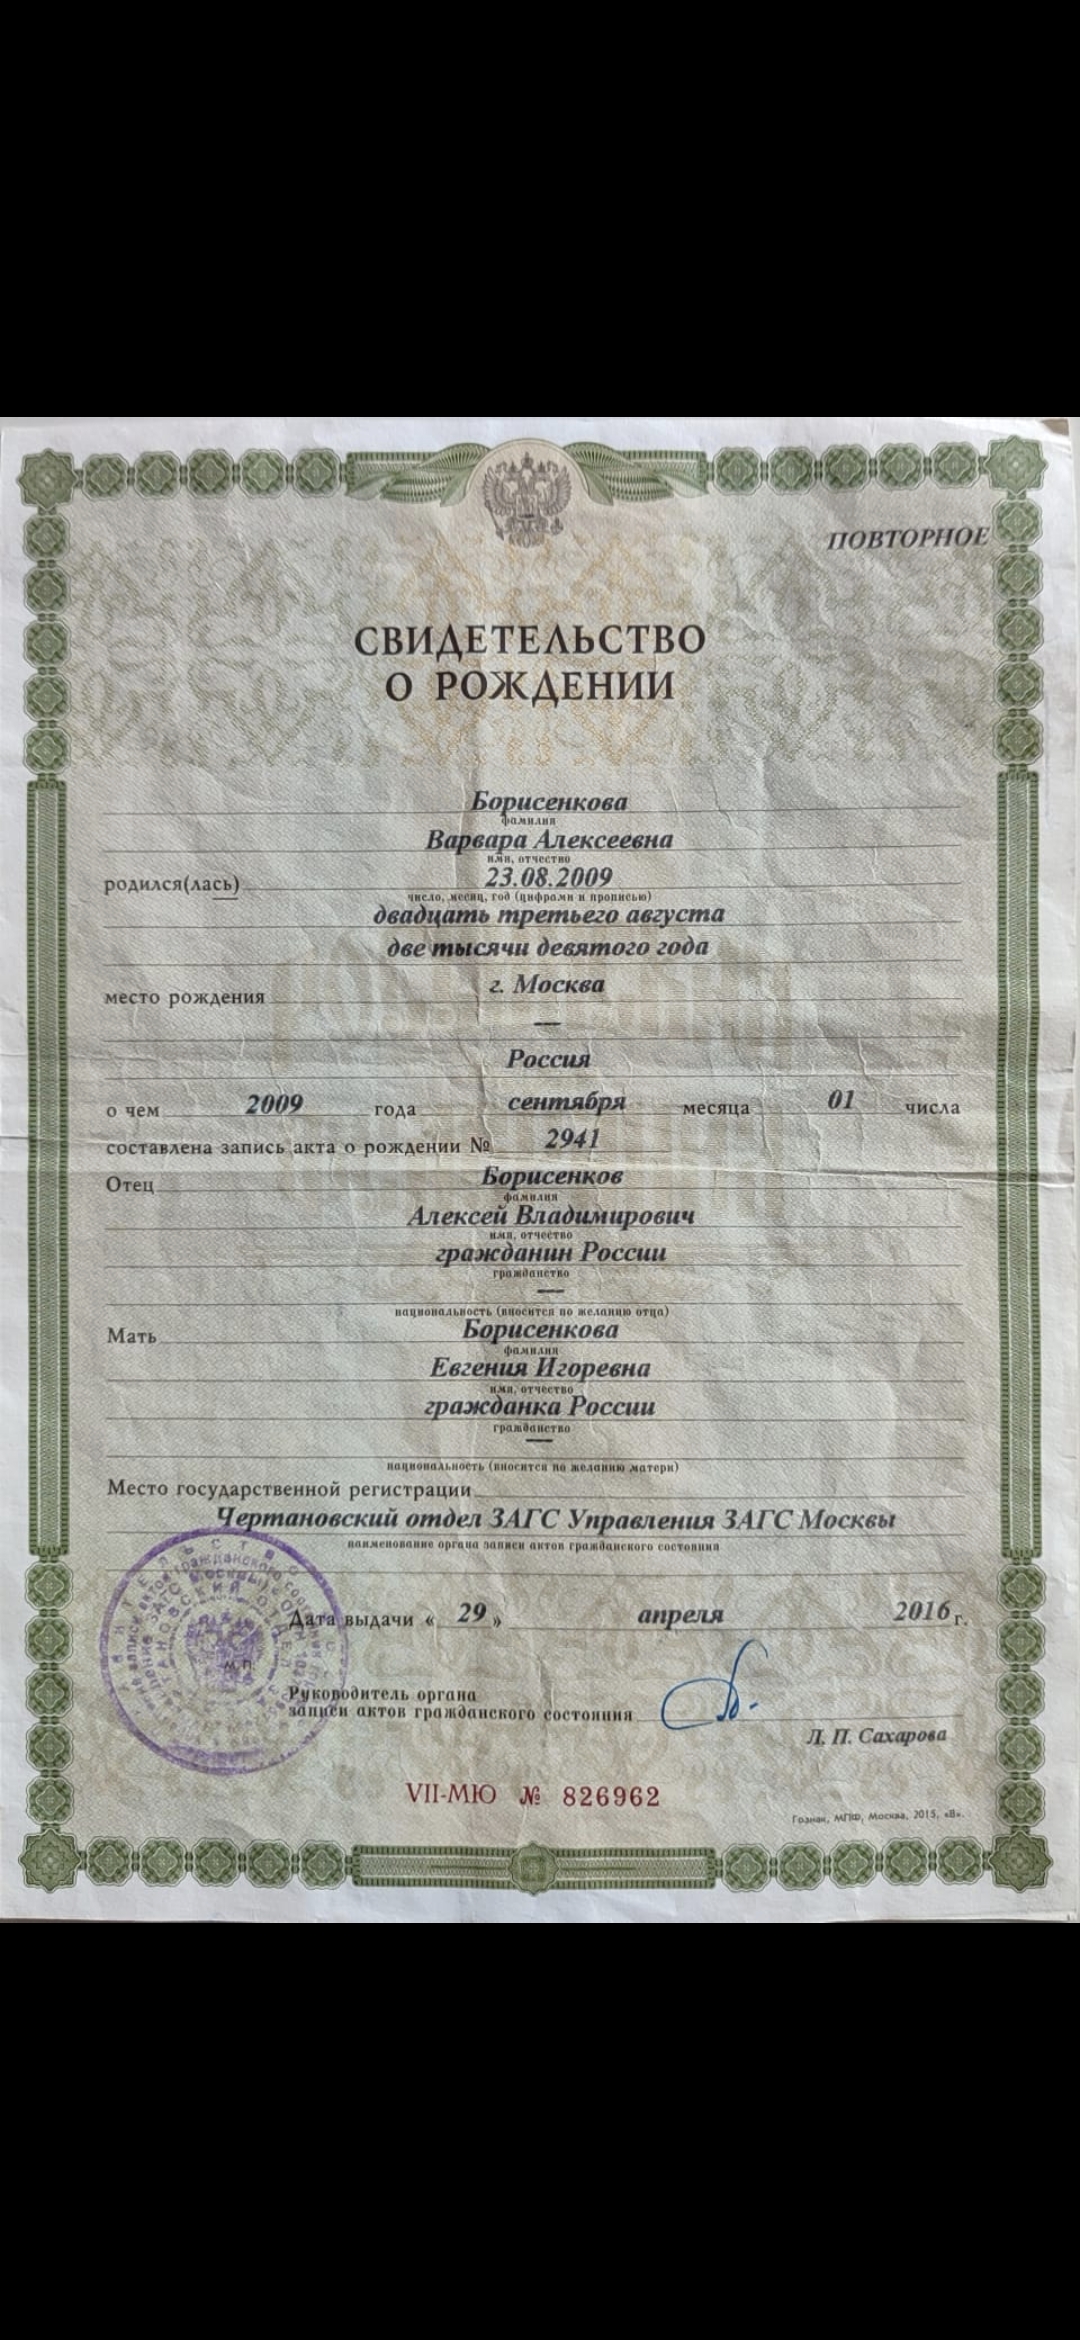 ПОВТОРНОЕ
СВИДЕТЕЛЬСТВО
О РОЖДЕНИИ
Борисенкова
фамилия
Варвара Алексеевна
имя, отчество
родился(лась) 23.08.2009
число, месяц, год (цифрами и прописью)
двадцать третьего августа
две тысячи девятого года
место рождения г. Москва
—
Россия
о чем 2009 года сентября месяца 01 числа
составлена запись акта о рождении № 2941
Отец Борисенков
фамилия
Алексей Владимирович
имя, отчество
гражданин России
гражданство
—
национальность (вносится по желанию отца)
Мать Борисенкова
фамилия
Евгения Игоревна
имя, отчество
гражданка России
гражданство
—
национальность (вносится по желанию матери)
Место государственной регистрации
Чертановский отдел ЗАГС Управления ЗАГС Москвы
наименование органа записи актов гражданского состояния
Дата выдачи « 29 » апреля 2016 г.
М.П.
Руководитель органа
записи актов гражданского состояния
Л. П. Сахарова
VII-МЮ № 826962
Гознак, МПФ, Москва, 2015, «В».